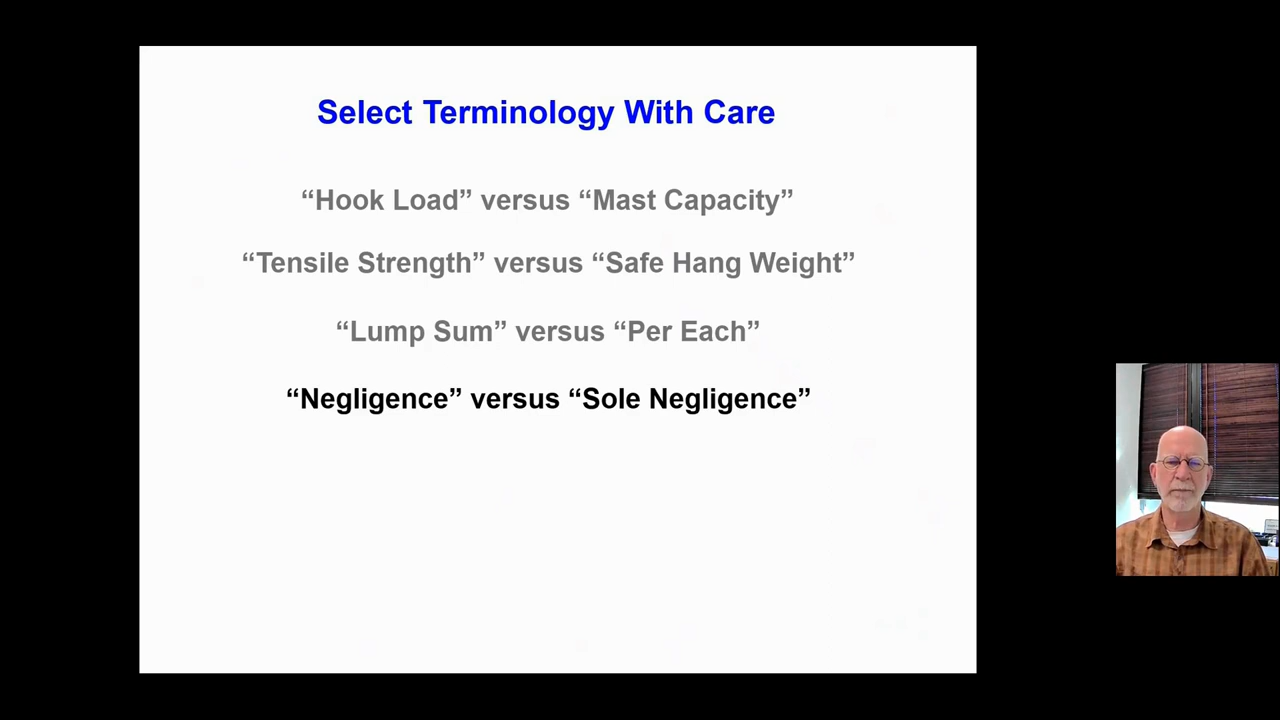 Select Terminology With Care
“Hook Load” versus “Mast Capacity”
“Tensile Strength” versus “Safe Hang Weight”
“Lump Sum” versus “Per Each”
“Negligence” versus “Sole Negligence”